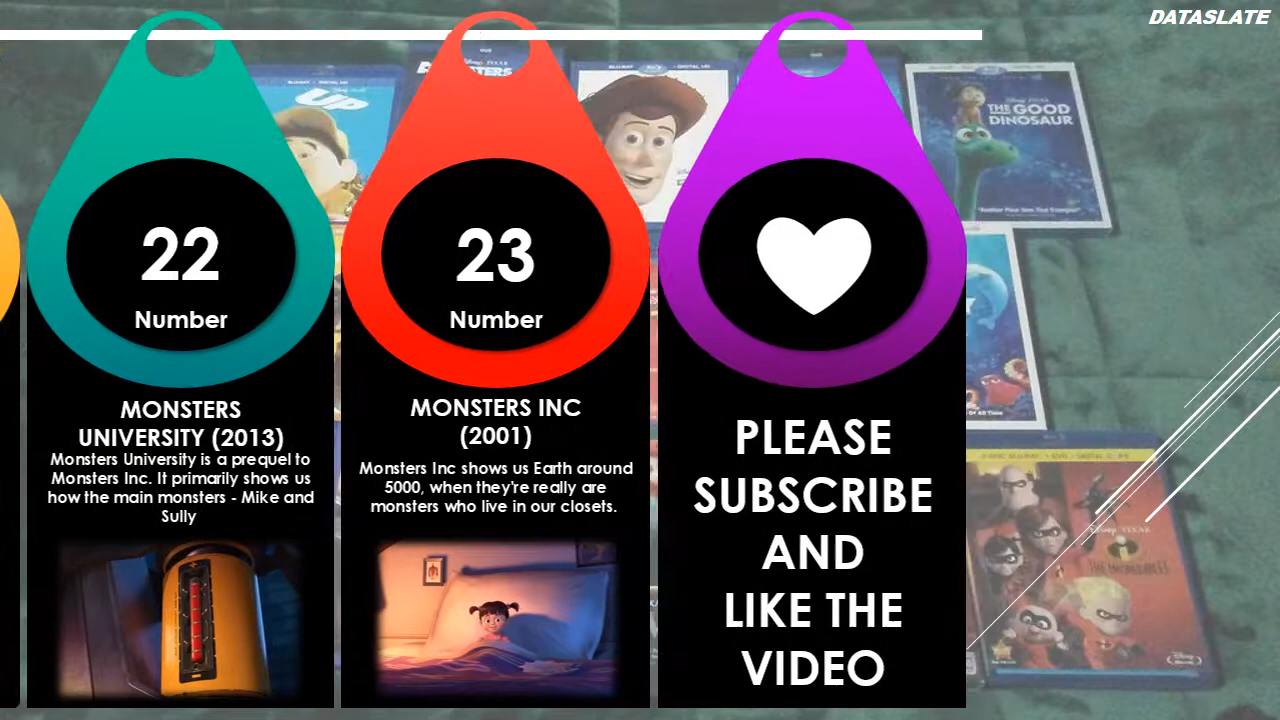 DATASLATE
UP
THE GOOD
DINOSAUR
22
Number
MONSTERS
UNIVERSITY (2013)
Monsters University is a prequel to
Monsters Inc. It primarily shows us
how the main monsters - Mike and
Sully
23
Number
MONSTERS INC
(2001)
Monsters Inc shows us Earth around
5000, when they're really are
monsters who live in our closets.
PLEASE
SUBSCRIBE
AND
LIKE THE
VIDEO
THE INCREDIBLES